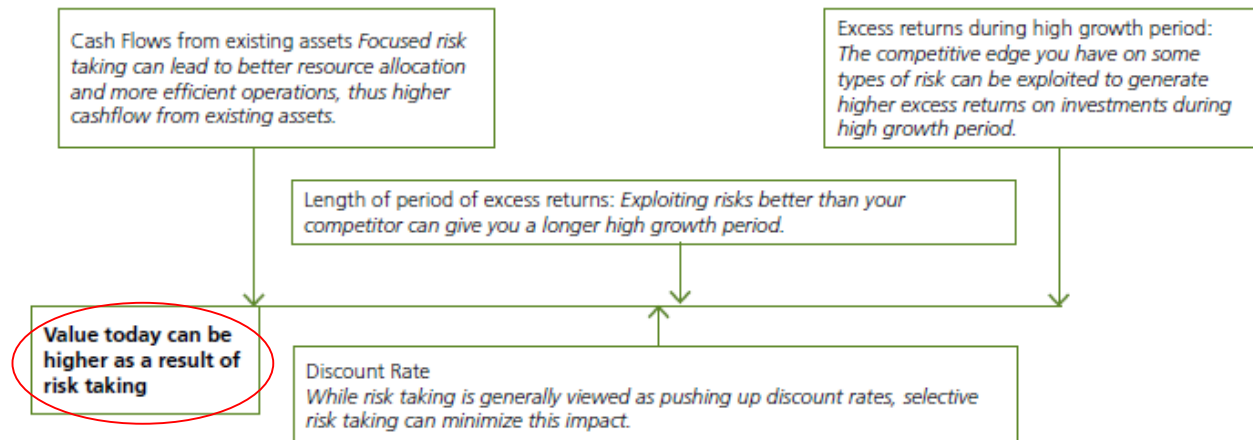 Cash Flows from existing assets Focused risk
taking can lead to better resource allocation
and more efficient operations, thus higher
cashflow from existing assets.
Excess returns during high growth period:
The competitive edge you have on some
types of risk can be exploited to generate
higher excess returns on investments during
high growth period.
Length of period of excess returns: Exploiting risks better than your
competitor can give you a longer high growth period.
Value today can be
higher as a result of
risk taking
Discount Rate
While risk taking is generally viewed as pushing up discount rates, selective
risk taking can minimize this impact.